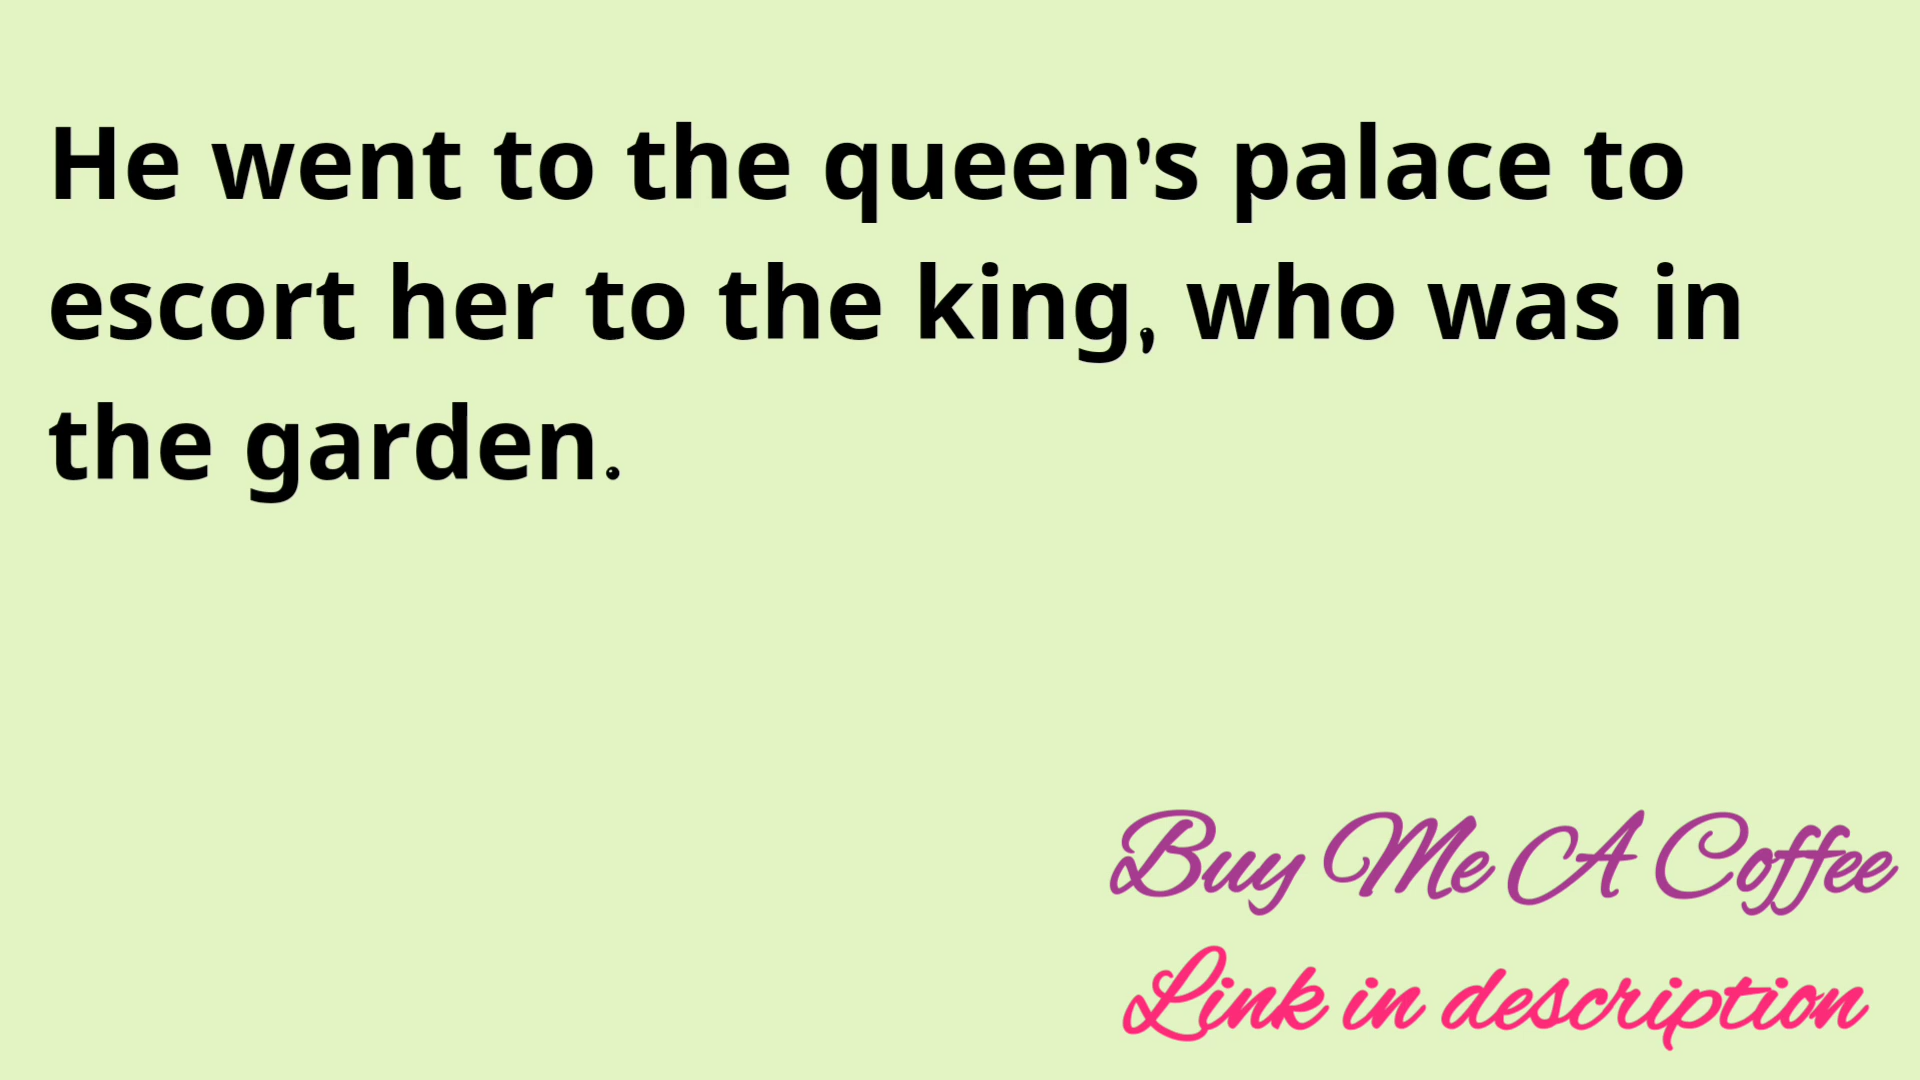 He went to the queen's palace to
escort her to the king, who was in
the garden.
Buy Me A Coffee
Link in description